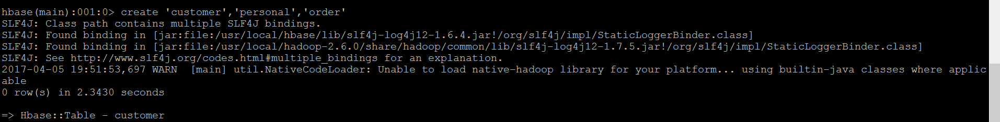 hbase(main):001:0> create 'customer','personal','order'
SLF4J: Class path contains multiple SLF4J bindings.
SLF4J: Found binding in [jar:file:/usr/local/hbase/lib/slf4j-log4j12-1.6.4.jar!/org/slf4j/impl/StaticLoggerBinder.class]
SLF4J: Found binding in [jar:file:/usr/local/hadoop-2.6.0/share/hadoop/common/lib/slf4j-log4j12-1.7.5.jar!/org/slf4j/impl/StaticLoggerBinder.class]
SLF4J: See http://www.slf4j.org/codes.html#multiple_bindings for an explanation.
2017-04-05 19:51:53,697 WARN  [main] util.NativeCodeLoader: Unable to load native-hadoop library for your platform... using builtin-java classes where applic
able
0 row(s) in 2.3430 seconds
=> Hbase::Table - customer